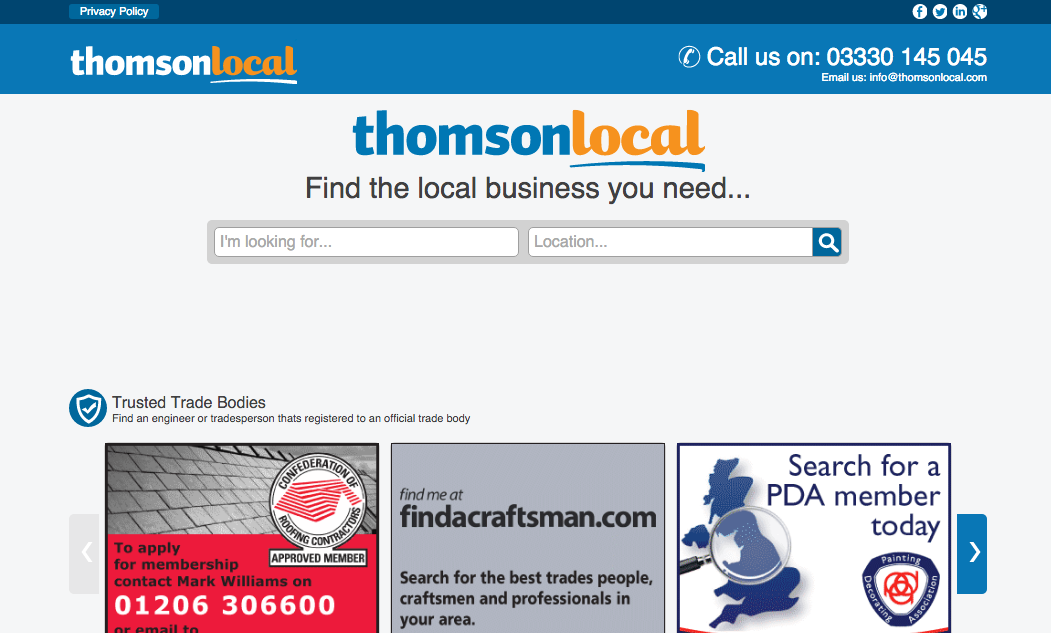 Privacy Policy
thomsonlocal
Call us on: 03330 145 045
Email us: info@thomsonlocal.com
thomsonlocal
Find the local business you need...
I'm looking for...
Location...
Trusted Trade Bodies
Find an engineer or tradesperson thats registered to an official trade body
CONFEDERATION OF
ROOFING CONTRACTORS
APPROVED MEMBER
To apply
for membership
contact Mark Williams on
01206 306600
or email to
find me at
findacraftsman.com
Search for the best trades people,
craftsmen and professionals in
your area.
Search for a
PDA member
today
Painting
Decorating Association